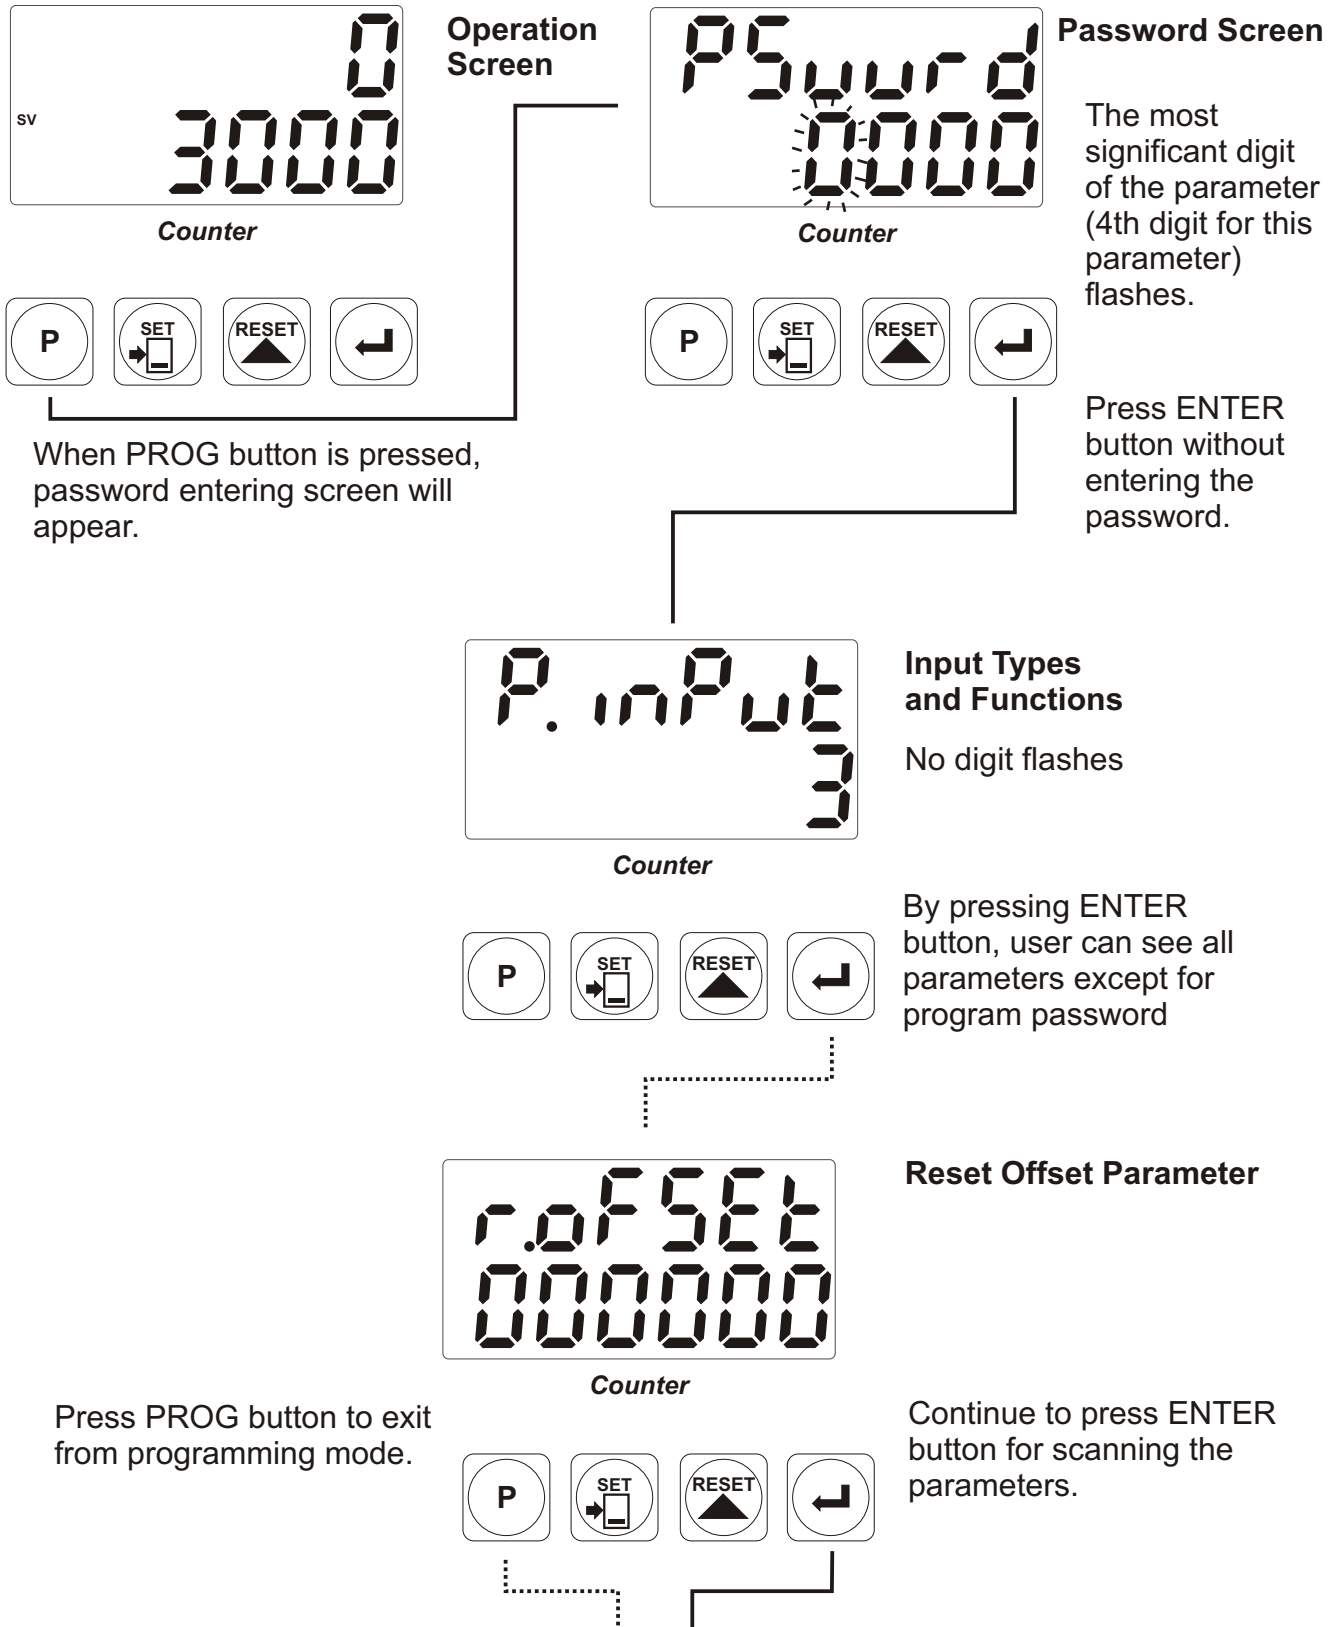 0
SV
3000
Counter
Operation
Screen
P
SET
RESET
When PROG button is pressed,
password entering screen will
appear.
PSuurd
0000
Counter
Password Screen
The most
significant digit
of the parameter
(4th digit for this
parameter)
flashes.
P
SET
RESET
Press ENTER
button without
entering the
password.
P.inPut
3
Counter
Input Types
and Functions
No digit flashes
P
SET
RESET
By pressing ENTER
button, user can see all
parameters except for
program password
r.oFSEt
000000
Counter
Reset Offset Parameter
Press PROG button to exit
from programming mode.
P
SET
RESET
Continue to press ENTER
button for scanning the
parameters.